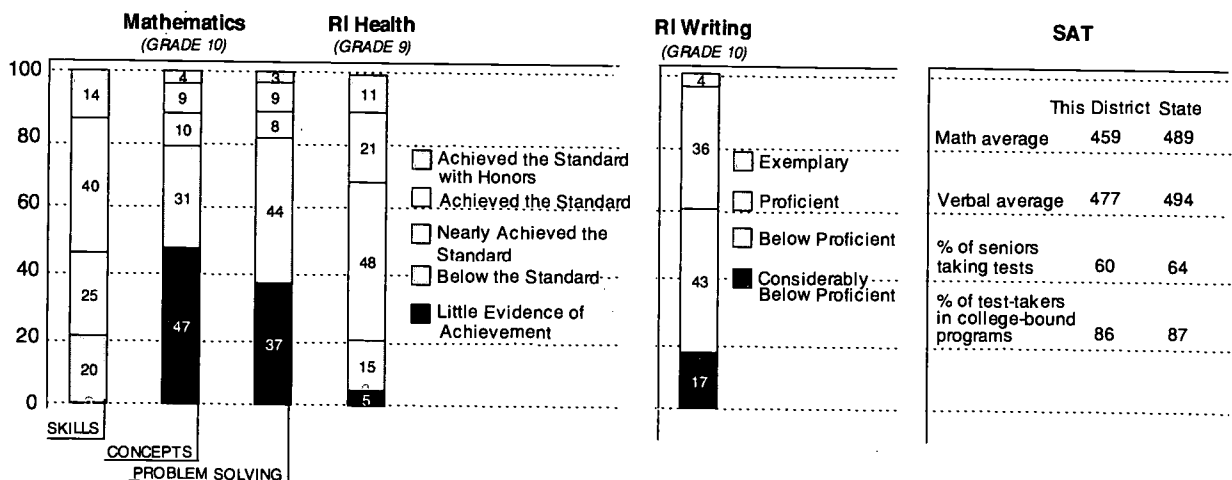 Mathematics
(GRADE 10)
RI Health
(GRADE 9)
RI Writing
(GRADE 10)
SAT
100
80
60
40
20
0
14
40
25
20
4
9
10
31
47
3
9
8
44
37
11
21
48
15
5
SKILLS
CONCEPTS
PROBLEM SOLVING
Achieved the Standard
with Honors
Achieved the Standard
Nearly Achieved the
Standard
Below the Standard
Little Evidence of
Achievement
4
36
43
17
Exemplary
Proficient
Below Proficient
Considerably
Below Proficient
This District State
Math average 459 489
Verbal average 477 494
% of seniors
taking tests 60 64
% of test-takers
in college-bound
programs 86 87